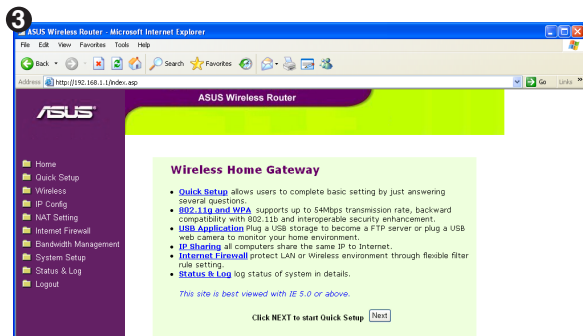 3
ASUS Wireless Router - Microsoft Internet Explorer
File Edit View Favorites Tools Help
Back Search Favorites
Address http://192.168.1.1/index.asp Go Links »
ASUS Wireless Router
ASUS
Home
Quick Setup
Wireless
IP Config
NAT Setting
Internet Firewall
Bandwidth Management
System Setup
Status & Log
Logout
Wireless Home Gateway
• Quick Setup allows users to complete basic setting by just answering
several questions.
• 802.11g and WPA supports up to 54Mbps transmission rate, backward
compatibility with 802.11b and interoperable security enhancement.
• USB Application Plug a USB storage to become a FTP server or plug a USB
web camera to monitor your home environment.
• IP Sharing all computers share the same IP to Internet.
• Internet Firewall protect LAN or Wireless environment through flexible filter
rule setting.
• Status & Log log status of system in details.
This site is best viewed with IE 5.0 or above.
Click NEXT to start Quick Setup Next